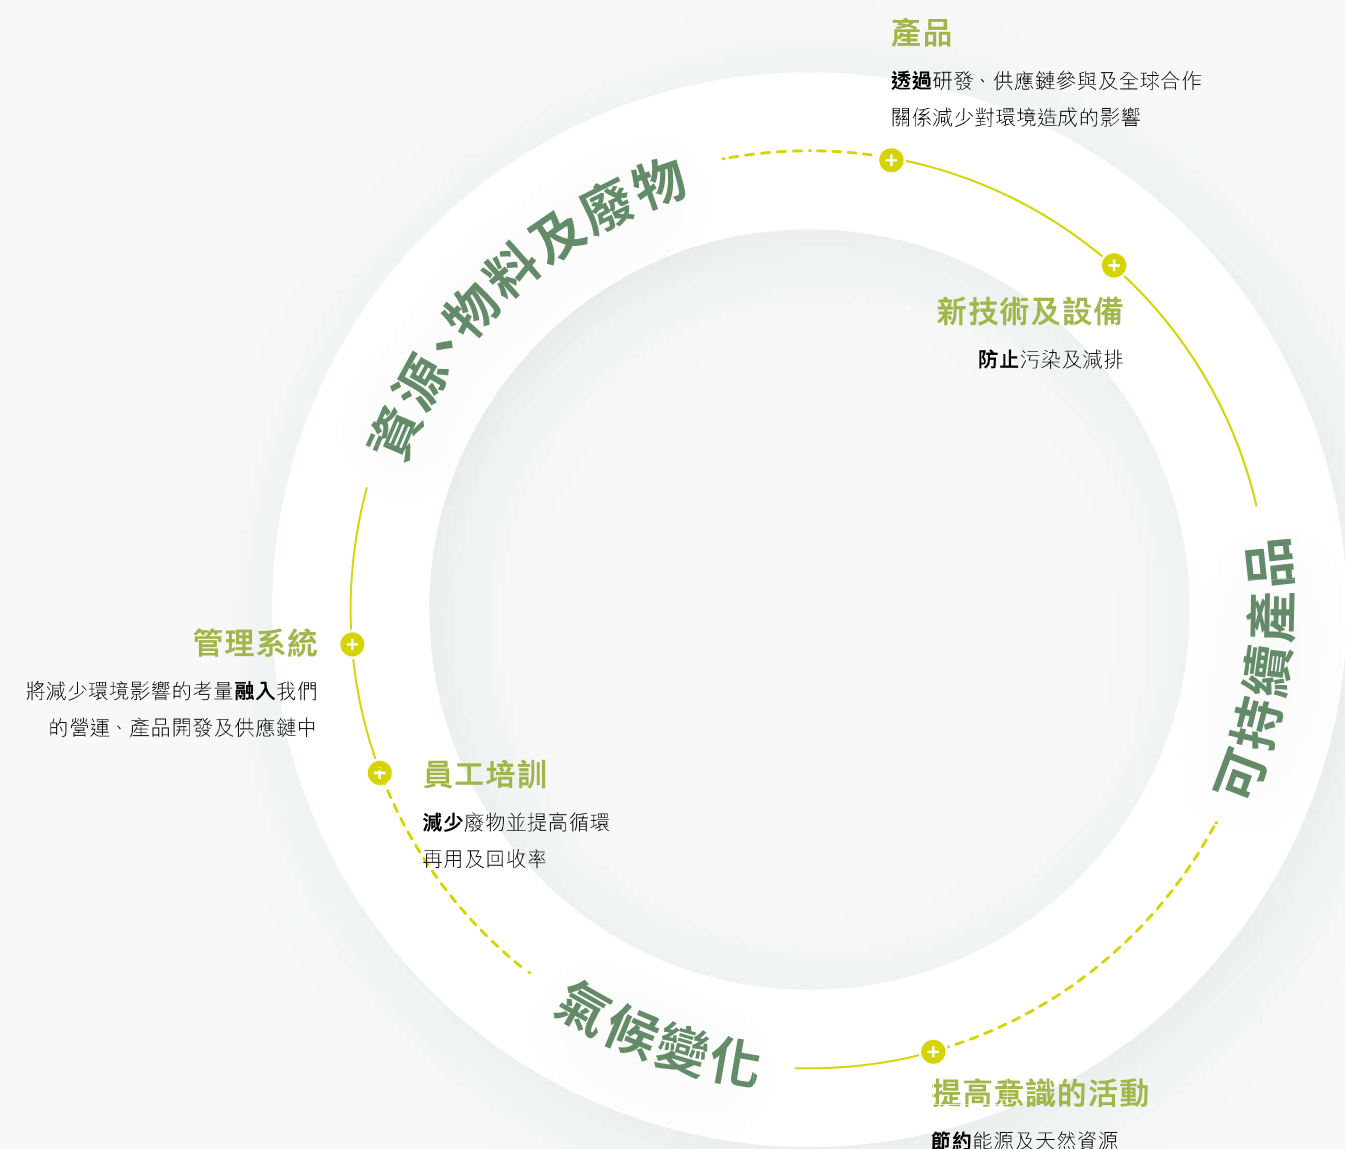 產品
透過研發、供應鏈參與及全球合作
關係減少對環境造成的影響
資源、物料及廢物
新技術及設備
防止污染及減排
可持續產品
管理系統
將減少環境影響的考量融入我們
的營運、產品開發及供應鏈中
員工培訓
減少廢物並提高循環
再用及回收率
氣候變化
提高意識的活動
節約能源及天然資源